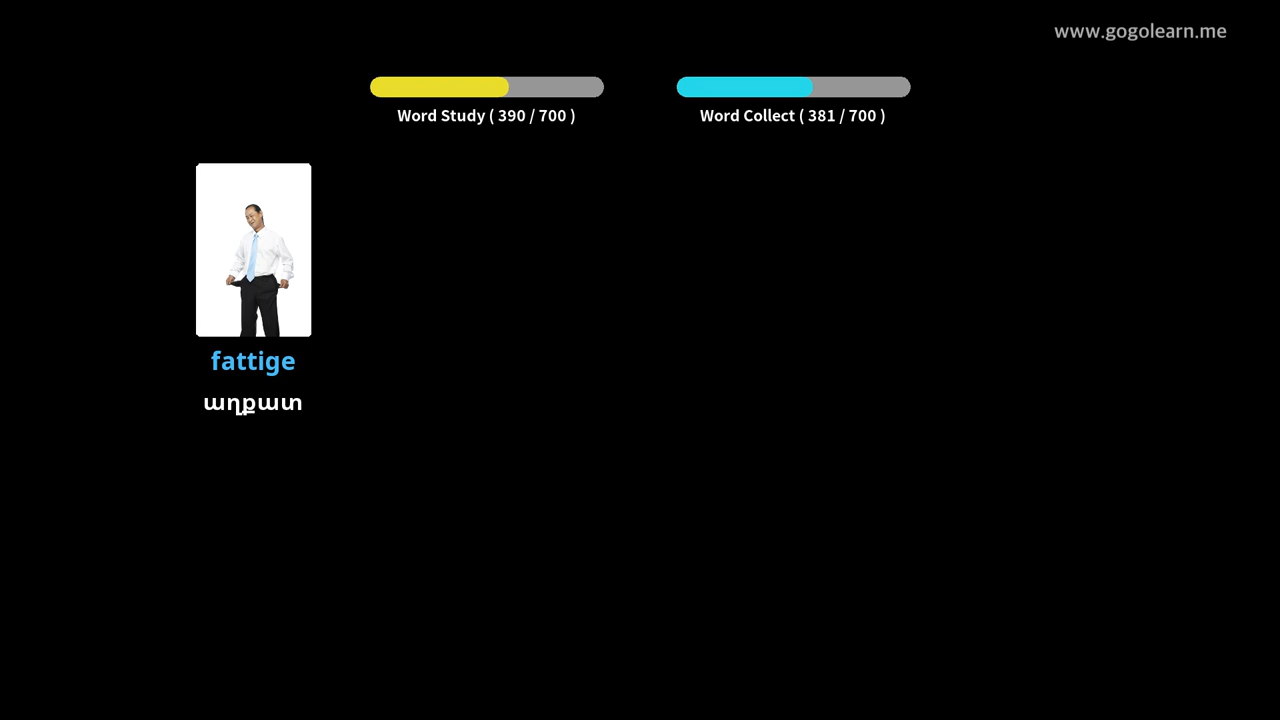 www.gogolearn.me
Word Study ( 390 / 700 )
Word Collect ( 381 / 700 )
fattige
աղքատ